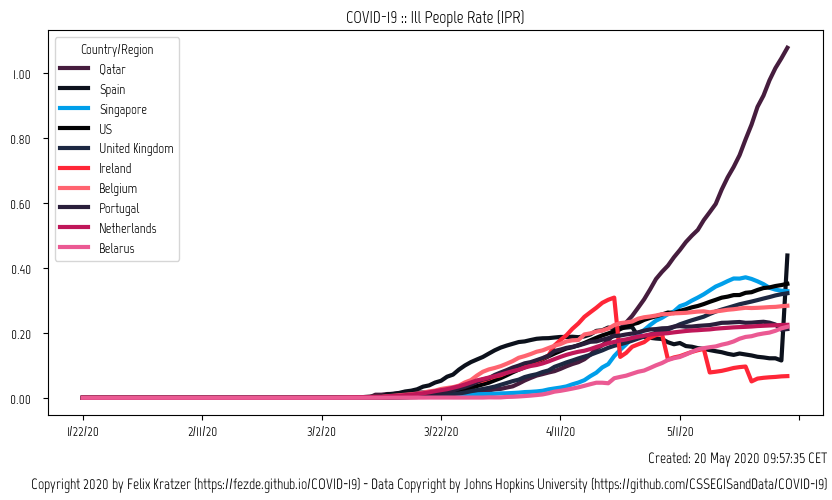 COVID-19 :: Ill People Rate (IPR)
Country/Region
Qatar
Spain
Singapore
US
United Kingdom
Ireland
Belgium
Portugal
Netherlands
Belarus
1.00
0.80
0.60
0.40
0.20
0.00
1/22/20 2/11/20 3/2/20 3/22/20 4/11/20 5/1/20
Created: 20 May 2020 09:57:35 CET
Copyright 2020 by Felix Kratzer (https://fezde.github.io/COVID-19) - Data Copyright by Johns Hopkins University (https://github.com/CSSEGISandData/COVID-19)